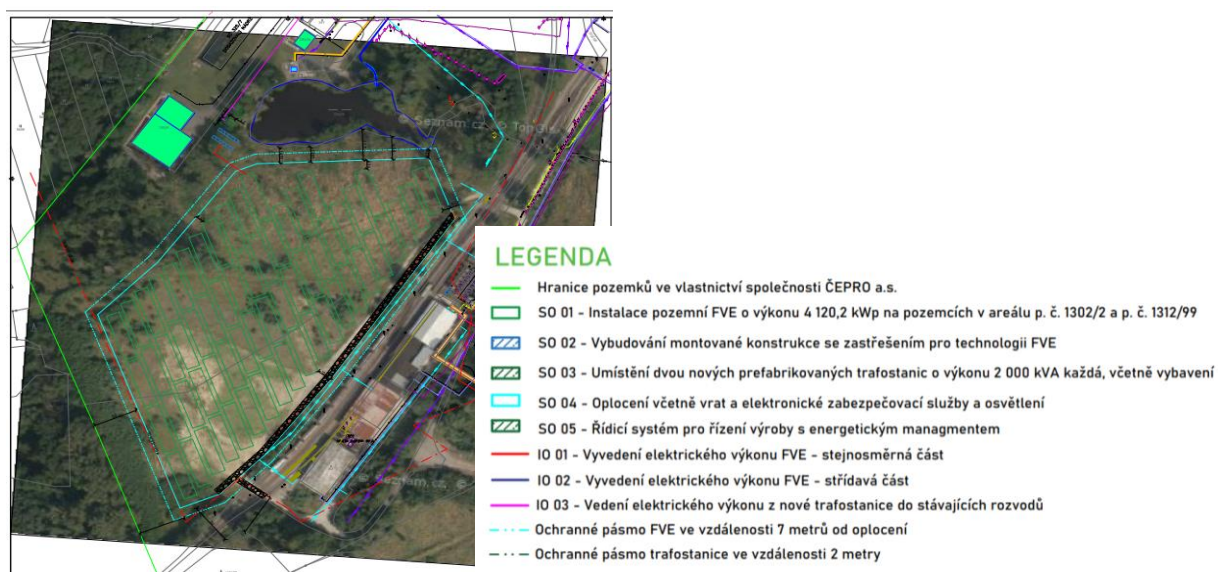 © Seznam.cz, © Top
LEGENDA
Hranice pozemků ve vlastnictví společnosti ČEPRO a.s.
SO 01 - Instalace pozemní FVE o výkonu 4 120,2 kWp na pozemcích v areálu p. č. 1302/2 a p. č. 1312/99
SO 02 - Vybudování montované konstrukce se zastřešením pro technologii FVE
SO 03 - Umístění dvou nových prefabrikovaných trafostanic o výkonu 2 000 kVA každá, včetně vybavení
SO 04 - Oplocení včetně vrat a elektronické zabezpečovací služby a osvětlení
SO 05 - Řídicí systém pro řízení výroby s energetickým managmentem
IO 01 - Vyvedení elektrického výkonu FVE - stejnosměrná část
© Seznam.cz, ©
IO 02 - Vyvedení elektrického výkonu FVE - střídavá část
IO 03 - Vedení elektrického výkonu z nové trafostanice do stávajících rozvodů
Ochranné pásmo FVE ve vzdálenosti 7 metrů od oplocení
Ochranné pásmo trafostanice ve vzdálenosti 2 metry